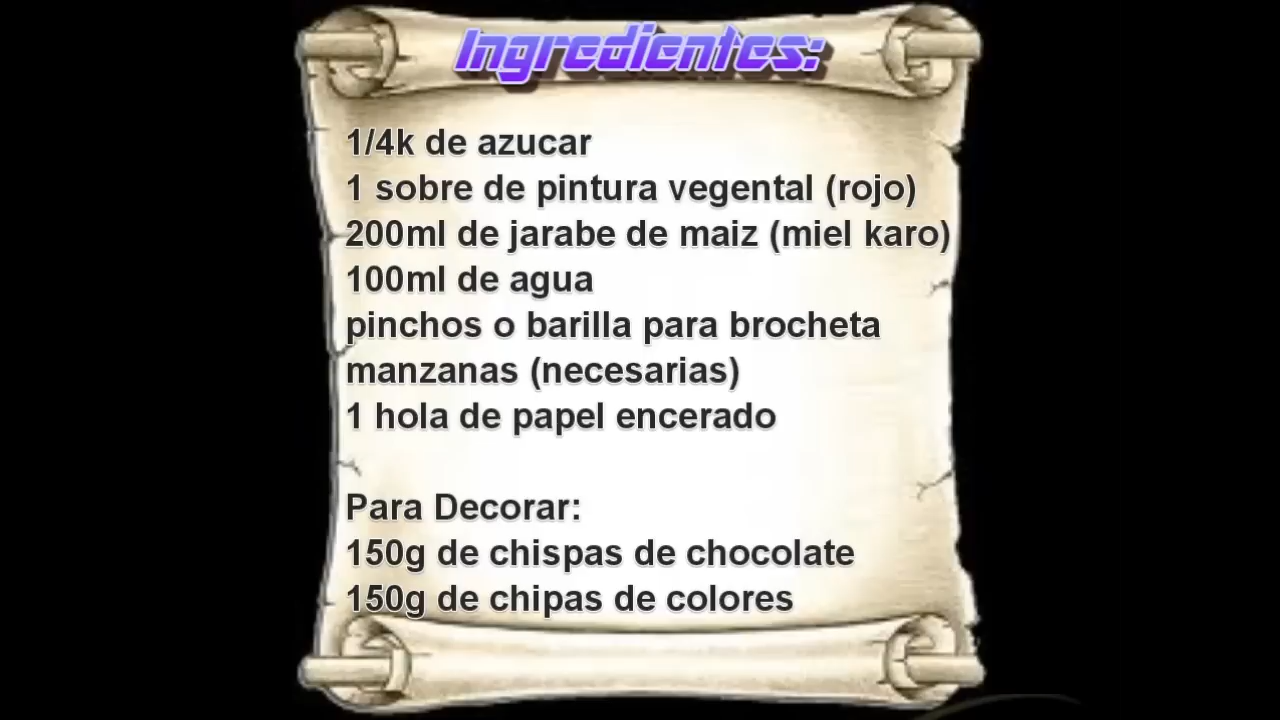 Ingredientes:
1/4k de azucar
1 sobre de pintura vegental (rojo)
200ml de jarabe de maiz (miel karo)
100ml de agua
pinchos o barilla para brocheta
manzanas (necesarias)
1 hola de papel encerado
Para Decorar:
150g de chispas de chocolate
150g de chipas de colores